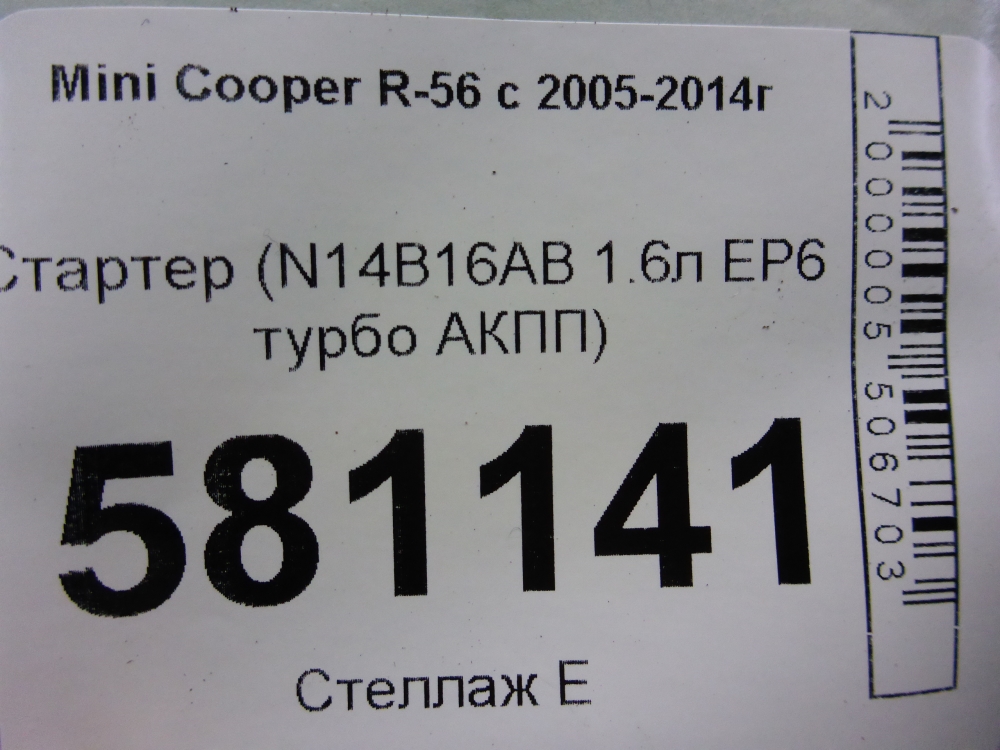 Mini Cooper R-56 с 2005-2014г
Стартер (N14B16AB 1.6л EP6
турбо АКПП)
581141
Стеллаж Е
2000005506703